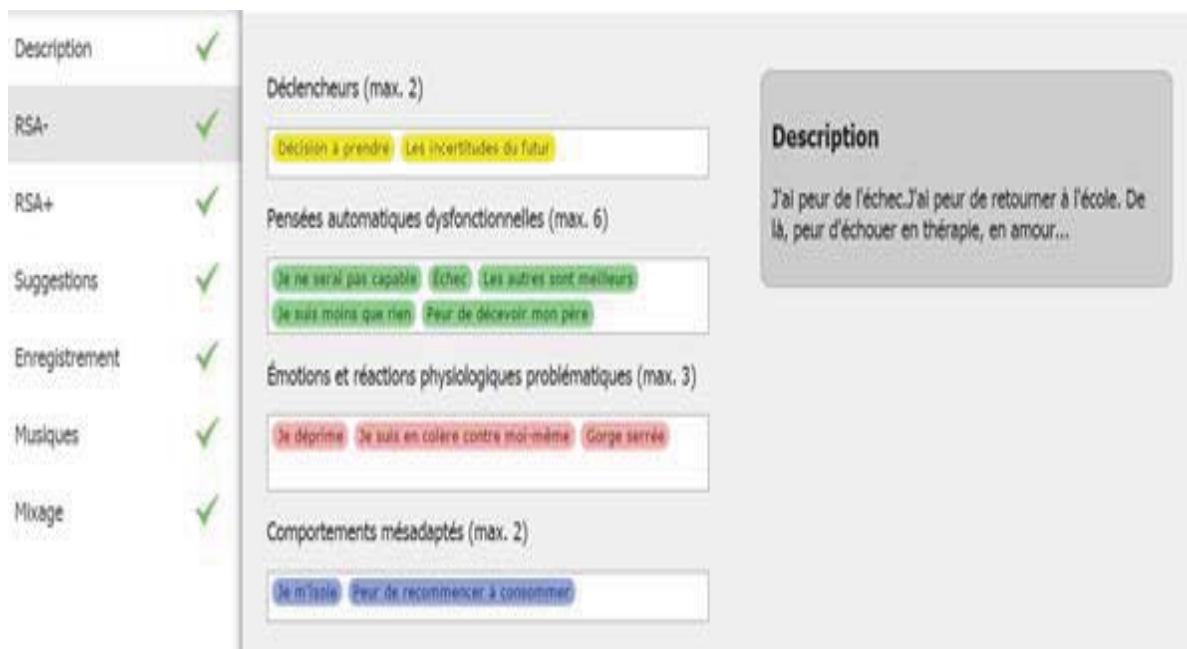 Description
RSA-
RSA+
Suggestions
Enregistrement
Musiques
Mixage
Déclencheurs (max. 2)
Décision à prendre Les incertitudes du futur
Pensées automatiques dysfonctionnelles (max. 6)
Je ne serai pas capable Échec Les autres sont meilleurs
Je suis moins que rien Peur de décevoir mon père
Émotions et réactions physiologiques problématiques (max. 3)
Je déprime Je suis en colère contre moi-même Gorge serrée
Comportements mésadaptés (max. 2)
Je m'isole Peur de recommencer à consommer
Description
J'ai peur de l'échec.J'ai peur de retourner à l'école. De
là, peur d'échouer en thérapie, en amour...